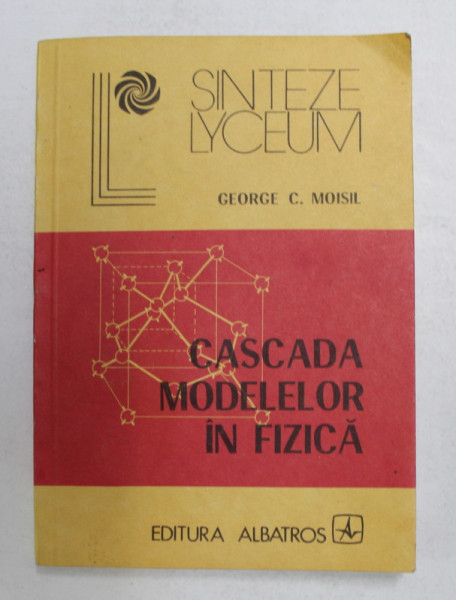 SINTEZE
LYCEUM
GEORGE C. MOISIL
CASCADA
MODELELOR
ÎN FIZICĂ
EDITURA ALBATROS